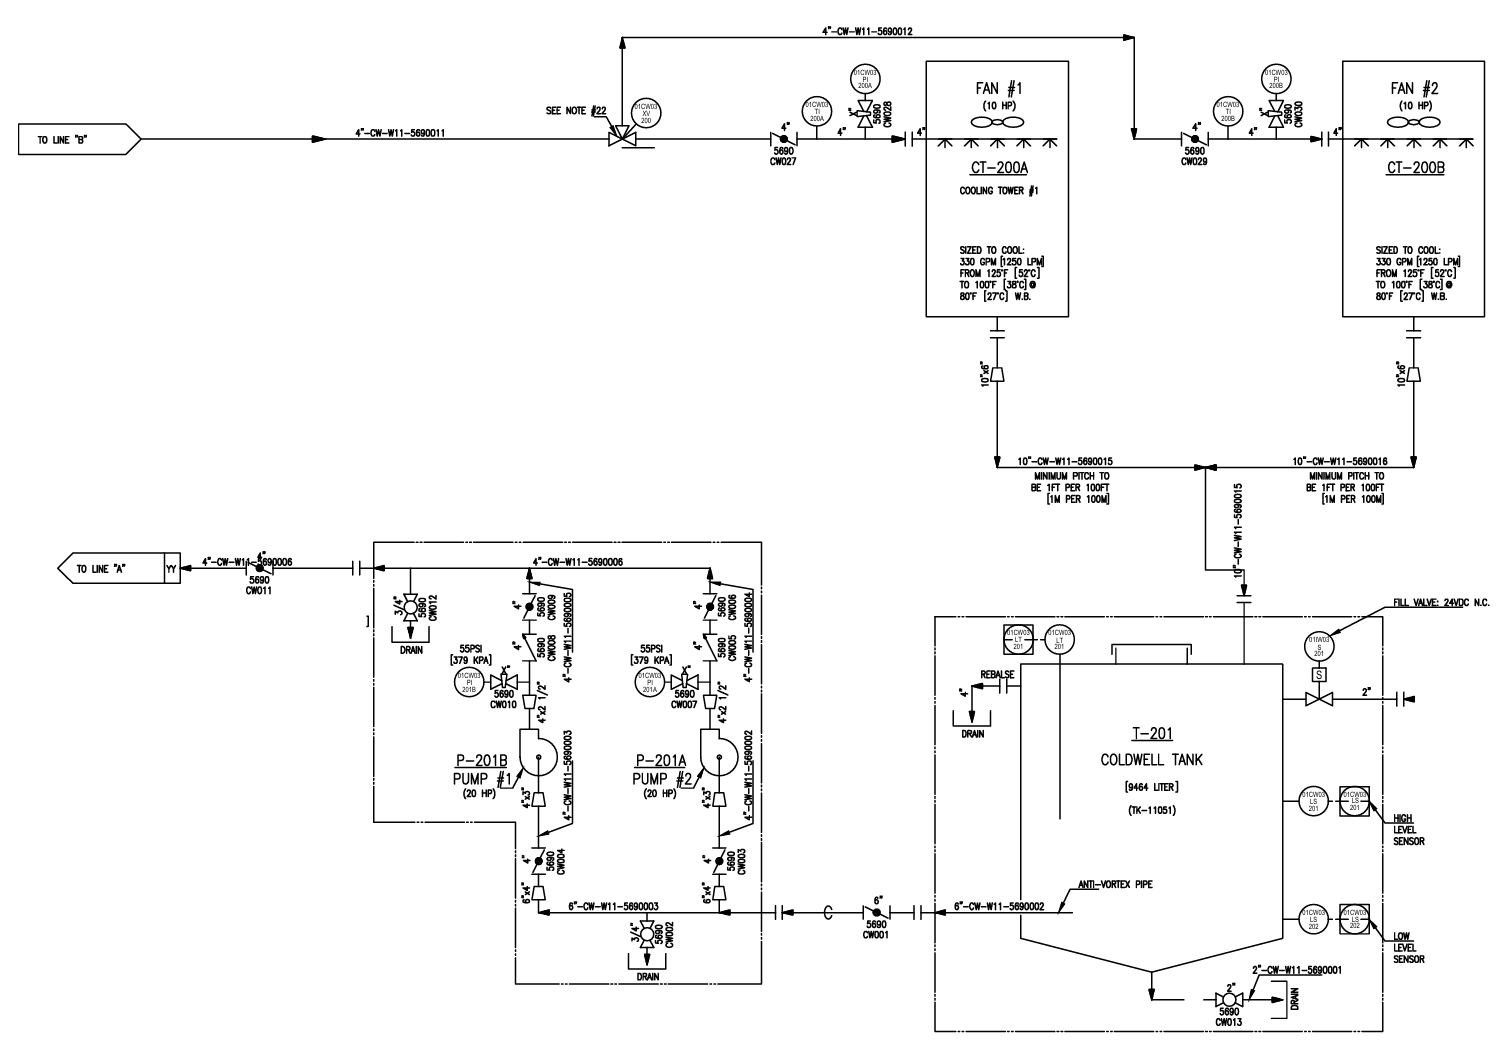 4"-CW-W11-5690012
TO LINE "B"
4"-CW-W11-5690011
SEE NOTE #22
01CW03
XV
200
4"
5690
CW027
01CW03
TI
200A
4"
01CW03
PI
200A
5690
CW028
4"
FAN #1
(10 HP)
CT-200A
COOLING TOWER #1
SIZED TO COOL:
330 GPM [1250 LPM]
FROM 125°F [52°C]
TO 100°F [38°C] @
80°F [27°C] W.B.
4"
5690
CW029
01CW03
TI
200B
4"
01CW03
PI
200B
5690
CW030
4"
FAN #2
(10 HP)
CT-200B
SIZED TO COOL:
330 GPM [1250 LPM]
FROM 125°F [52°C]
TO 100°F [38°C] @
80°F [27°C] W.B.
10"x6"
10"x6"
10"-CW-W11-5690015
MINIMUM PITCH TO
BE 1FT PER 100FT
[1M PER 100M]
10"-CW-W11-5690016
MINIMUM PITCH TO
BE 1FT PER 100FT
[1M PER 100M]
10"-CW-W11-5690015
TO LINE "A"
YY
4"-CW-W11-5690006
4"
5690
CW011
]
4"-CW-W11-5690006
3/4"
5690
CW012
DRAIN
4"
5690
CW009
4"-CW-W11-5690005
4"
5690
CW008
55PSI
[379 KPA]
01CW03
PI
201B
5690
CW010
4"x2 1/2"
4"
5690
CW006
4"-CW-W11-5690004
4"
5690
CW005
55PSI
[379 KPA]
01CW03
PI
201A
5690
CW007
4"x2 1/2"
P-201B
PUMP #1
(20 HP)
4"-CW-W11-5690003
4"x3"
P-201A
PUMP #2
(20 HP)
4"-CW-W11-5690002
4"x3"
4"
5690
CW004
6"x4"
4"
5690
CW003
6"x4"
6"-CW-W11-5690003
3/4"
5690
CW002
DRAIN
6"
5690
CW001
6"-CW-W11-5690002
ANTI-VORTEX PIPE
01CW03
LT
201
01CW03
LT
201
REBALSE
4"
DRAIN
T-201
COLDWELL TANK
[9464 LITER]
(TK-11051)
FILL VALVE: 24VDC N.C.
01IW03
S
201
S
2"
01CW03
LS
201
01CW03
LS
201
HIGH
LEVEL
SENSOR
01CW03
LS
202
01CW03
LS
202
LOW
LEVEL
SENSOR
2"-CW-W11-5690001
2"
5690
CW013
DRAIN